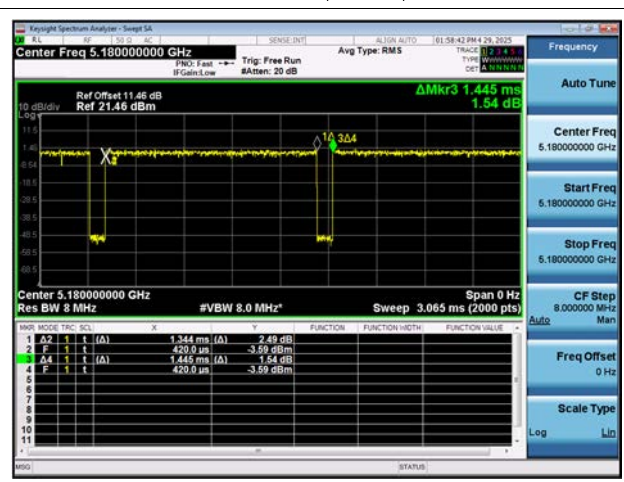 Keysight Spectrum Analyzer - Swept SA
RL RF 50 Ω AC SENSE:INT ALIGN AUTO 01:58:42 PM 4 29, 2025
Center Freq 5.180000000 GHz
PNO: Fast
IFGain:Low
Trig: Free Run
#Atten: 20 dB
Avg Type: RMS
TRACE 1 2 3 4 5 6
TYPE WWWWWW
DET A N N N N N
Frequency
Auto Tune
Center Freq
5.180000000 GHz
Start Freq
5.180000000 GHz
Stop Freq
5.180000000 GHz
CF Step
8.000000 MHz
Auto Man
Freq Offset
0 Hz
Scale Type
Log Lin
ΔMkr3 1.445 ms
1.54 dB
Ref Offset 11.46 dB
Ref 21.46 dBm
10 dB/div
Log
11.5
1.46
-8.54
-18.5
-28.5
-38.5
-48.5
-58.5
-68.5
1Δ 3Δ4
Center 5.180000000 GHz
Res BW 8 MHz
#VBW 8.0 MHz*
Span 0 Hz
Sweep 3.065 ms (2000 pts)
MKR MODE TRC SCL X Y FUNCTION FUNCTION WIDTH FUNCTION VALUE
1 Δ2 1 t (Δ) 1.344 ms (Δ) 2.49 dB
2 F 1 t 420.0 µs -3.59 dBm
3 Δ4 1 t (Δ) 1.445 ms (Δ) 1.54 dB
4 F 1 t 420.0 µs -3.59 dBm
5
6
7
8
9
10
11
MSG STATUS